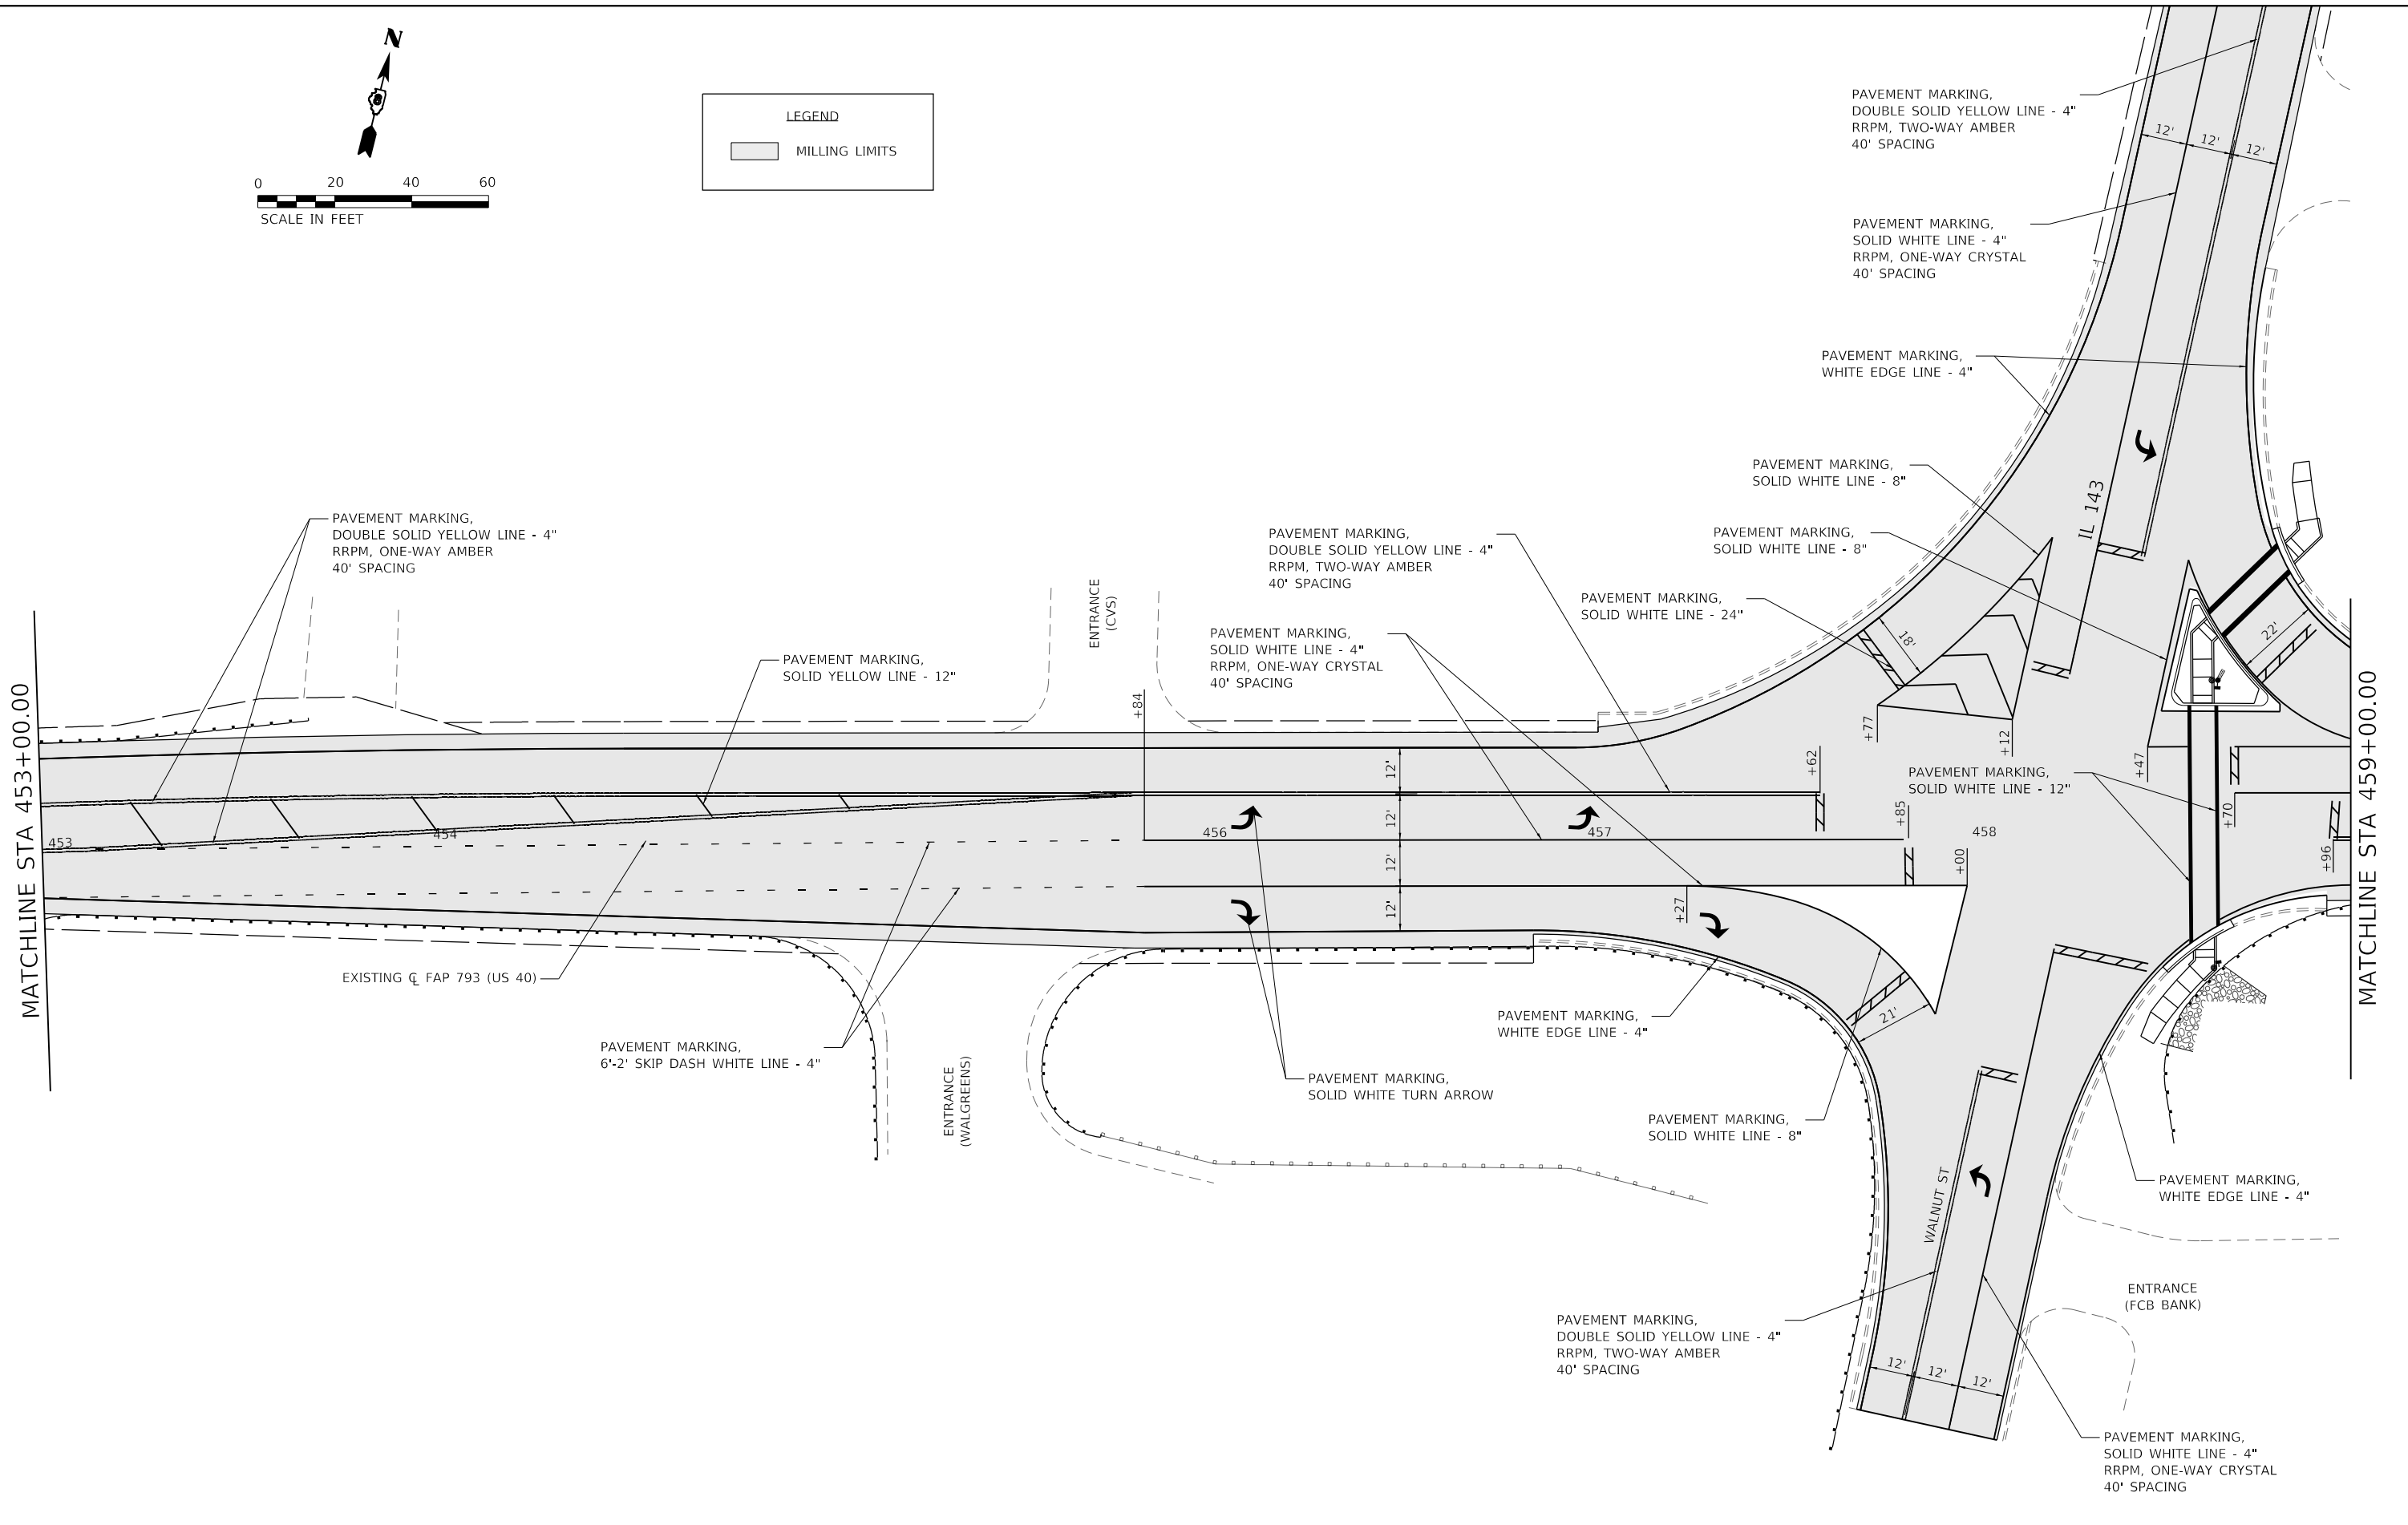 N
0 20 40 60
SCALE IN FEET
LEGEND
MILLING LIMITS
PAVEMENT MARKING,
DOUBLE SOLID YELLOW LINE - 4"
RRPM, TWO-WAY AMBER
40' SPACING
12' 12' 12'
PAVEMENT MARKING,
SOLID WHITE LINE - 4"
RRPM, ONE-WAY CRYSTAL
40' SPACING
PAVEMENT MARKING,
WHITE EDGE LINE - 4"
PAVEMENT MARKING,
SOLID WHITE LINE - 8"
IL 143
PAVEMENT MARKING,
SOLID WHITE LINE - 8"
PAVEMENT MARKING,
DOUBLE SOLID YELLOW LINE - 4"
RRPM, ONE-WAY AMBER
40' SPACING
PAVEMENT MARKING,
DOUBLE SOLID YELLOW LINE - 4"
RRPM, TWO-WAY AMBER
40' SPACING
ENTRANCE
(CVS)
PAVEMENT MARKING,
SOLID WHITE LINE - 24"
18'
22'
PAVEMENT MARKING,
SOLID WHITE LINE - 4"
RRPM, ONE-WAY CRYSTAL
40' SPACING
PAVEMENT MARKING,
SOLID YELLOW LINE - 12"
+84
+77
+12
+47
+62
PAVEMENT MARKING,
SOLID WHITE LINE - 12"
MATCHLINE STA 453+00.00
MATCHLINE STA 459+00.00
12'
12'
12'
12'
+85
+70
453
454
456
457
458
+00
+96
+27
EXISTING ℄ FAP 793 (US 40)
PAVEMENT MARKING,
6'-2' SKIP DASH WHITE LINE - 4"
ENTRANCE
(WALGREENS)
PAVEMENT MARKING,
WHITE EDGE LINE - 4"
21'
PAVEMENT MARKING,
SOLID WHITE TURN ARROW
PAVEMENT MARKING,
SOLID WHITE LINE - 8"
WALNUT ST
PAVEMENT MARKING,
WHITE EDGE LINE - 4"
ENTRANCE
(FCB BANK)
PAVEMENT MARKING,
DOUBLE SOLID YELLOW LINE - 4"
RRPM, TWO-WAY AMBER
40' SPACING
12' 12' 12'
PAVEMENT MARKING,
SOLID WHITE LINE - 4"
RRPM, ONE-WAY CRYSTAL
40' SPACING